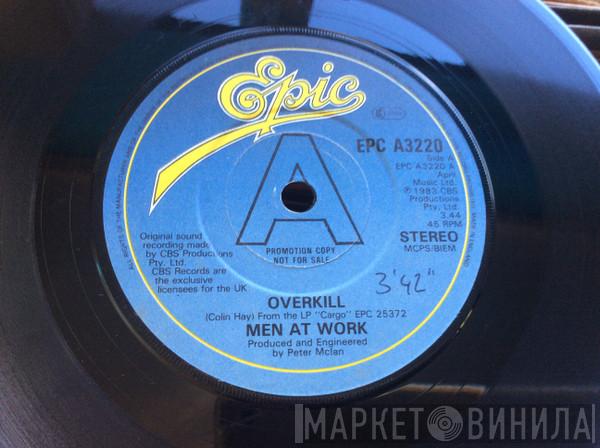 Epic
EPC A3220
Side A
EPC A3220 A
April
Music Ltd.
℗ 1983 CBS
Productions
Pty. Ltd.
3.44
45 RPM
STEREO
MCPS/BIEM
A
PROMOTION COPY
NOT FOR SALE
Original sound
recording made
by CBS Productions
Pty. Ltd.
CBS Records are
the exclusive
licensees for the UK
3'42"
OVERKILL
(Colin Hay) From the LP "Cargo" EPC 25372
MEN AT WORK
Produced and Engineered
by Peter McIan
МАРКЕТ ВИНИЛА